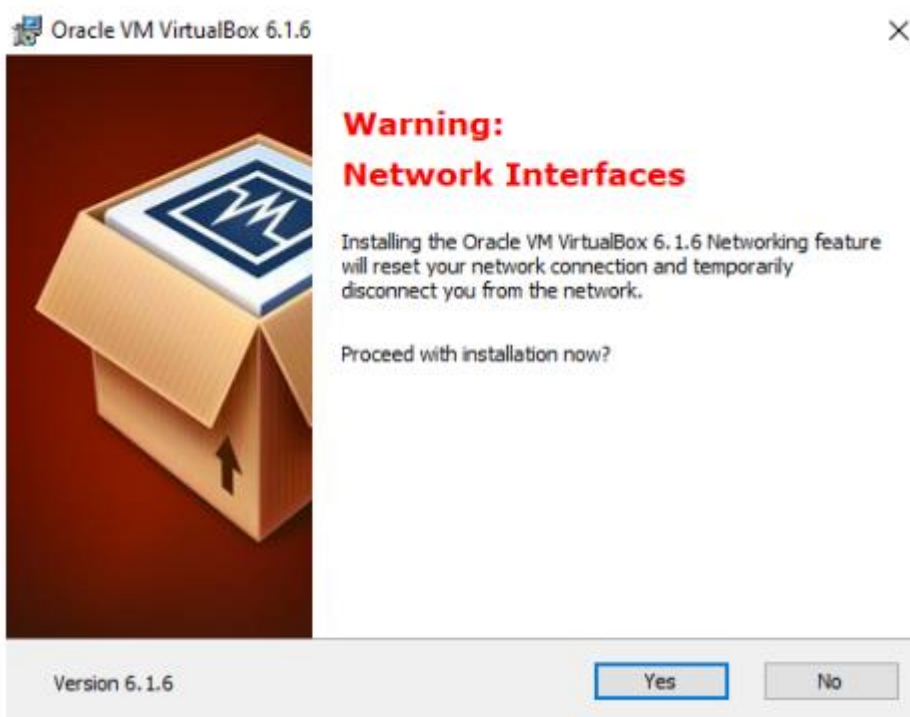 Oracle VM VirtualBox 6.1.6
Warning:
Network Interfaces
Installing the Oracle VM VirtualBox 6.1.6 Networking feature
will reset your network connection and temporarily
disconnect you from the network.
Proceed with installation now?
Version 6.1.6
Yes
No